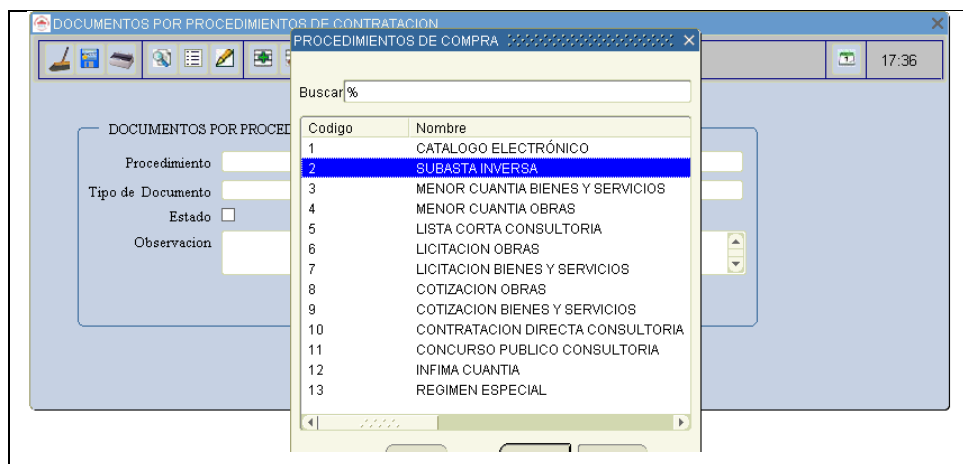 DOCUMENTOS POR PROCEDIMIENTOS DE CONTRATACION
PROCEDIMIENTOS DE COMPRA
17:36
Buscar %
DOCUMENTOS POR
Procedimiento
Tipo de Documento
Estado
Observacion
Codigo Nombre
1 CATALOGO ELECTRÓNICO
2 SUBASTA INVERSA
3 MENOR CUANTIA BIENES Y SERVICIOS
4 MENOR CUANTIA OBRAS
5 LISTA CORTA CONSULTORIA
6 LICITACION OBRAS
7 LICITACION BIENES Y SERVICIOS
8 COTIZACION OBRAS
9 COTIZACION BIENES Y SERVICIOS
10 CONTRATACION DIRECTA CONSULTORIA
11 CONCURSO PUBLICO CONSULTORIA
12 INFIMA CUANTIA
13 REGIMEN ESPECIAL